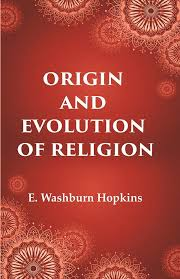 ORIGIN
AND
EVOLUTION
OF RELIGION
E. Washburn Hopkins